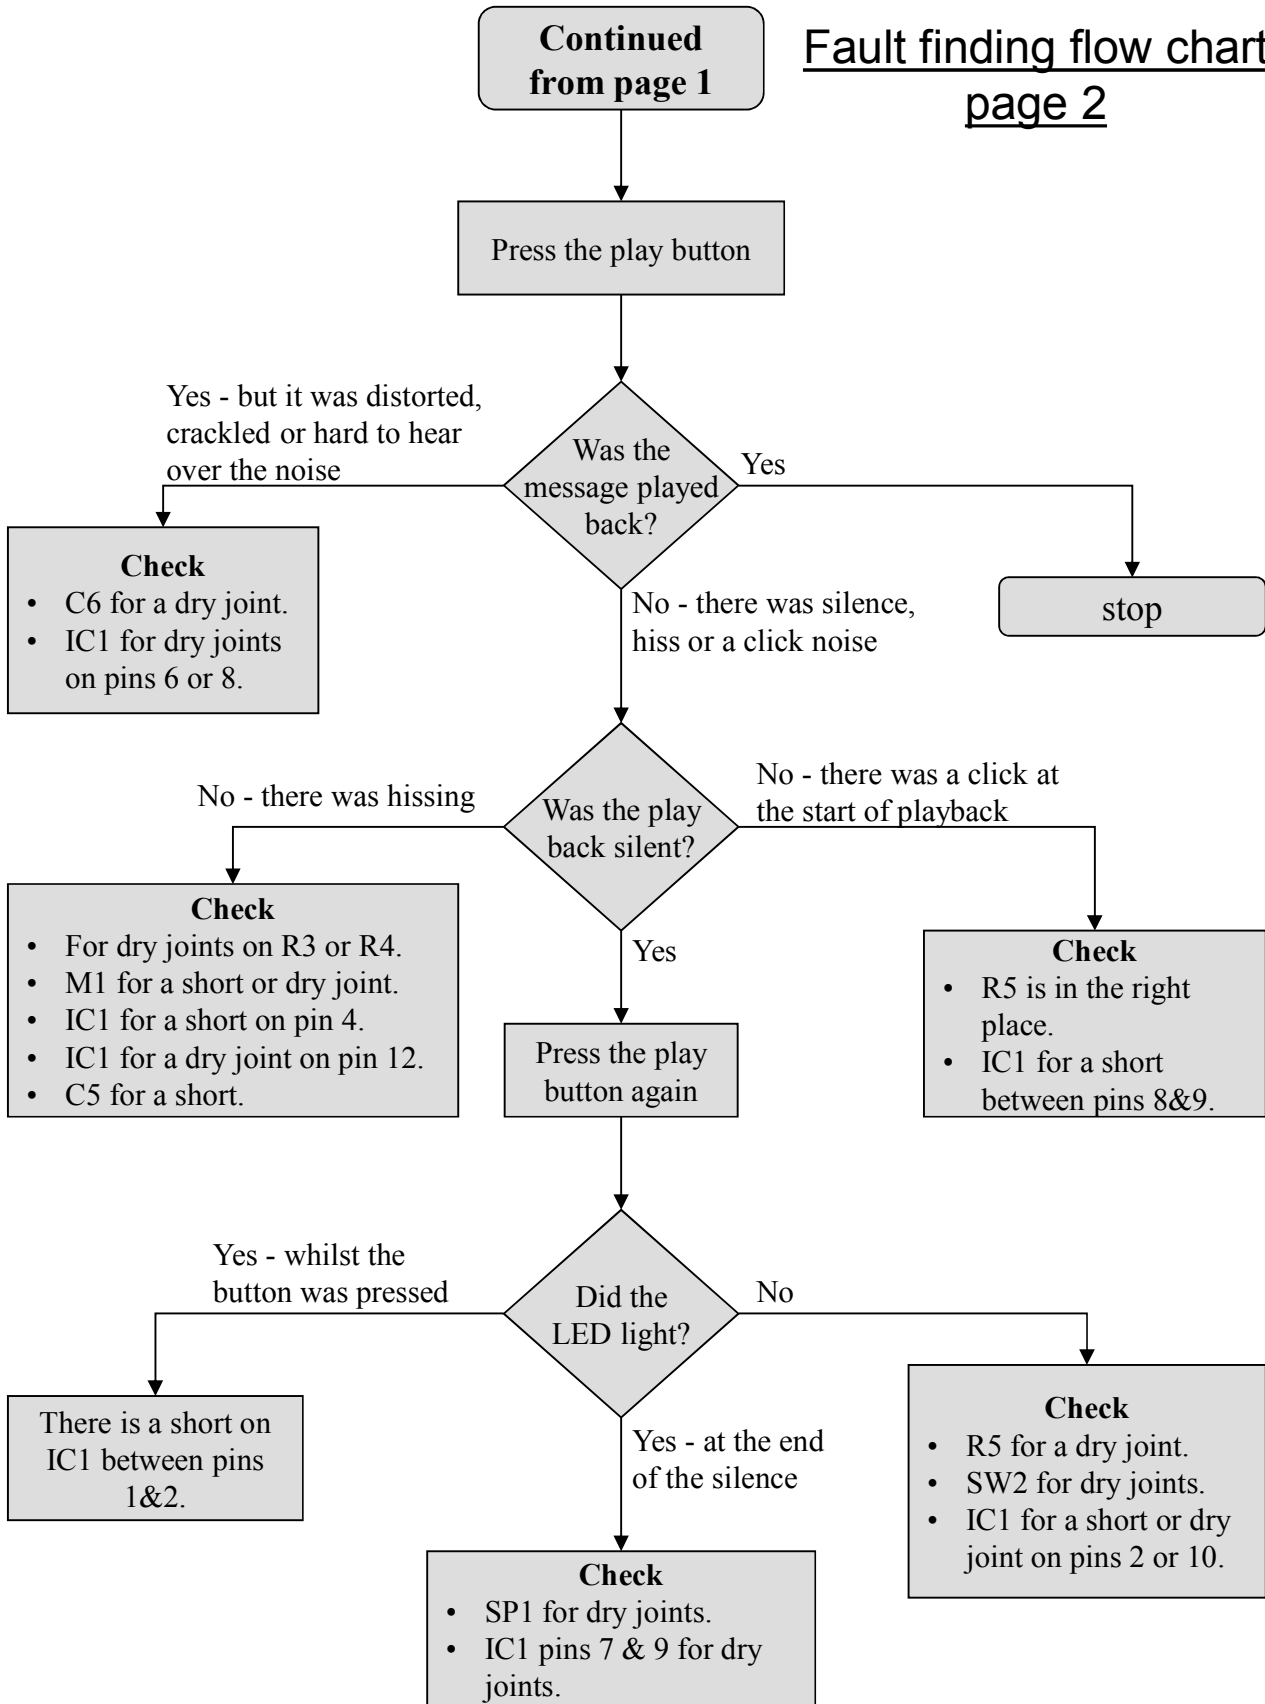 Continued
from page 1
Fault finding flow chart
page 2
Press the play button
Yes - but it was distorted,
crackled or hard to hear
over the noise
Was the
message played
back?
Yes
Check
• C6 for a dry joint.
• IC1 for dry joints
on pins 6 or 8.
No - there was silence,
hiss or a click noise
stop
No - there was hissing
Was the play
back silent?
No - there was a click at
the start of playback
Check
• For dry joints on R3 or R4.
• M1 for a short or dry joint.
• IC1 for a short on pin 4.
• IC1 for a dry joint on pin 12.
• C5 for a short.
Yes
Press the play
button again
Check
• R5 is in the right
place.
• IC1 for a short
between pins 8&9.
Yes - whilst the
button was pressed
Did the
LED light?
No
There is a short on
IC1 between pins
1&2.
Yes - at the end
of the silence
Check
• R5 for a dry joint.
• SW2 for dry joints.
• IC1 for a short or dry
joint on pins 2 or 10.
Check
• SP1 for dry joints.
• IC1 pins 7 & 9 for dry
joints.